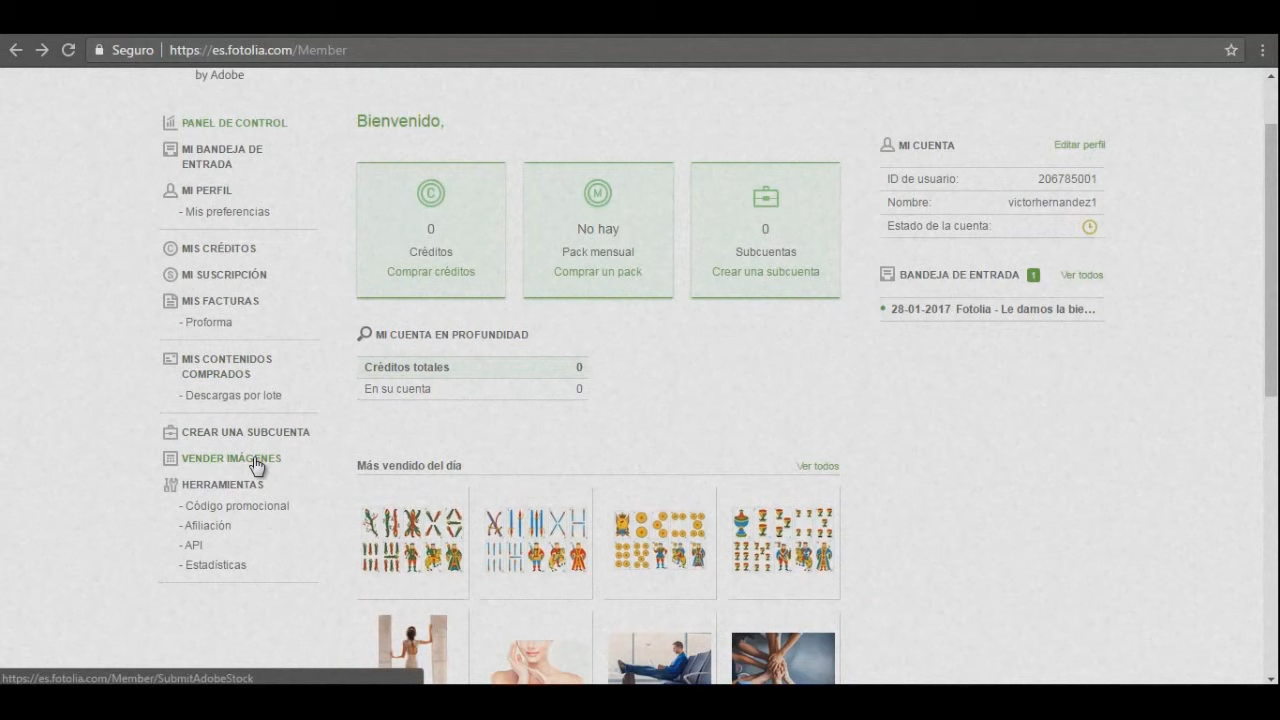 Seguro | https://es.fotolia.com/Member
by Adobe
PANEL DE CONTROL
MI BANDEJA DE
ENTRADA
MI PERFIL
- Mis preferencias
MIS CRÉDITOS
MI SUSCRIPCIÓN
MIS FACTURAS
- Proforma
MIS CONTENIDOS
COMPRADOS
- Descargas por lote
CREAR UNA SUBCUENTA
VENDER IMÁGENES
HERRAMIENTAS
- Código promocional
- Afiliación
- API
- Estadísticas
Bienvenido,
C
0
Créditos
Comprar créditos
M
No hay
Pack mensual
Comprar un pack
0
Subcuentas
Crear una subcuenta
MI CUENTA EN PROFUNDIDAD
Créditos totales 0
En su cuenta 0
Más vendido del día Ver todos
MI CUENTA Editar perfil
ID de usuario: 206785001
Nombre: victorhernandez1
Estado de la cuenta:
BANDEJA DE ENTRADA 1 Ver todos
28-01-2017 Fotolia - Le damos la bie...
https://es.fotolia.com/Member/SubmitAdobeStock